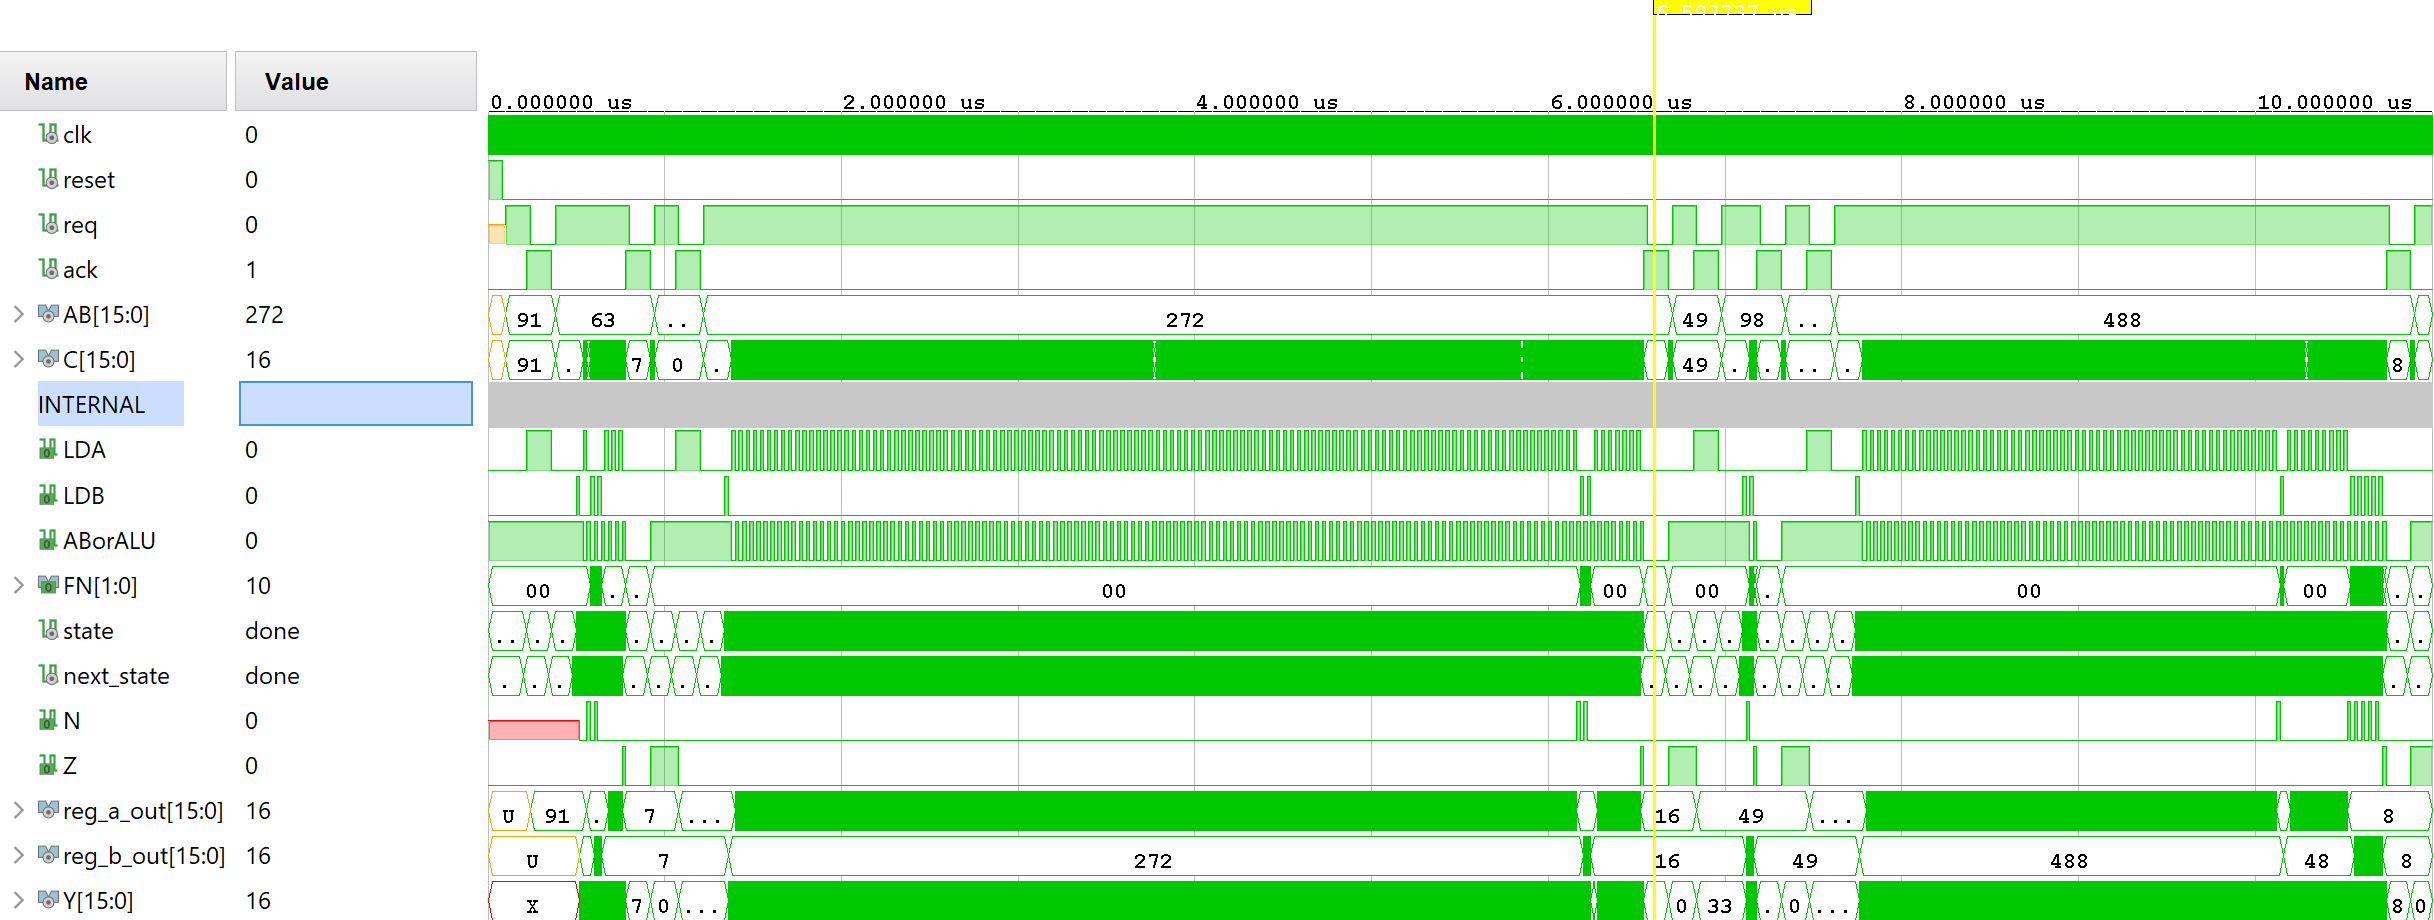 6.597737 us
Name Value
0.000000 us 2.000000 us 4.000000 us 6.000000 us 8.000000 us 10.000000 us
clk 0
reset 0
req 0
ack 1
AB[15:0] 272 91 63 .. 272 49 98 .. 488
C[15:0] 16 91 . 7 0 . 49 . . .. . 8
INTERNAL
LDA 0
LDB 0
ABorALU 0
FN[1:0] 10 00 . . 00 00 00 . 00 00 . .
state done .. . . . . . . . . . . . . . . .
next_state done . . . . . . . . . . . . . . . . .
N 0
Z 0
reg_a_out[15:0] 16 U 91 . 7 ... 16 49 ... 8
reg_b_out[15:0] 16 U 7 272 16 49 488 48 8
Y[15:0] 16 X 7 0 ... 0 33 . 0 ... 8 0